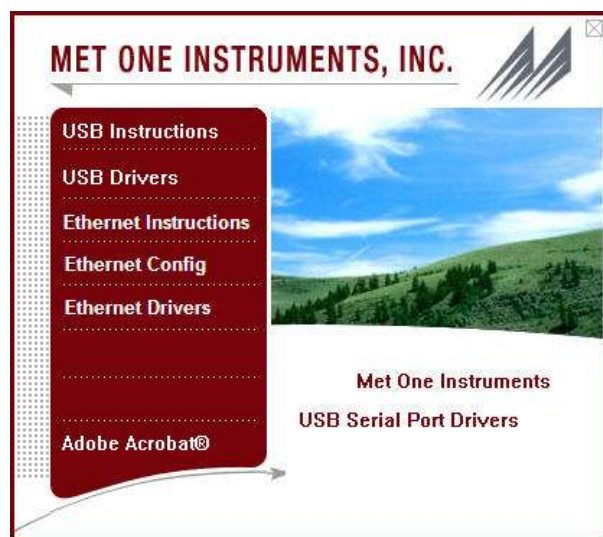 MET ONE INSTRUMENTS, INC.
USB Instructions
USB Drivers
Ethernet Instructions
Ethernet Config
Ethernet Drivers
Adobe Acrobat®
Met One Instruments
USB Serial Port Drivers